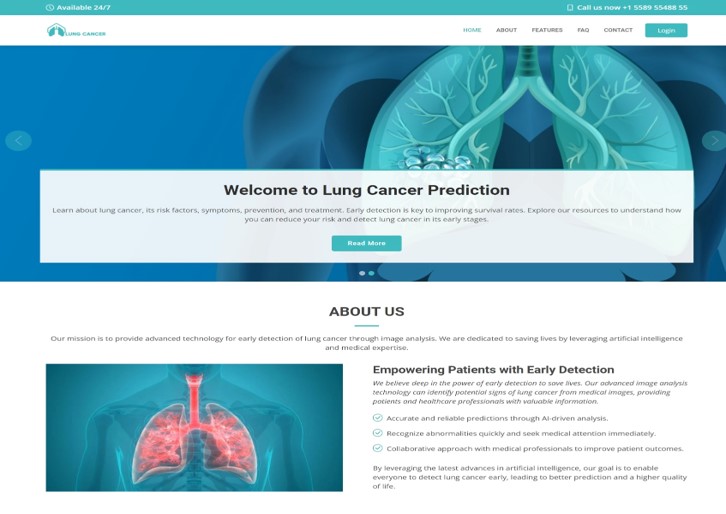 Available 24/7
Call us now +1 5589 55488 55
LUNG CANCER
HOME ABOUT FEATURES FAQ CONTACT Login
Welcome to Lung Cancer Prediction
Learn about lung cancer, its risk factors, symptoms, prevention, and treatment. Early detection is key to improving survival rates. Explore our resources to understand how
you can reduce your risk and detect lung cancer in its early stages.
Read More
ABOUT US
Our mission is to provide advanced technology for early detection of lung cancer through image analysis. We are dedicated to saving lives by leveraging artificial intelligence
and medical expertise.
Empowering Patients with Early Detection
We believe deep in the power of early detection to save lives. Our advanced image analysis
technology can identify potential signs of lung cancer from medical images, providing
patients and healthcare professionals with valuable information.
Accurate and reliable predictions through AI-driven analysis.
Recognize abnormalities quickly and seek medical attention immediately.
Collaborative approach with medical professionals to improve patient outcomes.
By leveraging the latest advances in artificial intelligence, our goal is to enable
everyone to detect lung cancer early, leading to better prediction and a higher quality
of life.